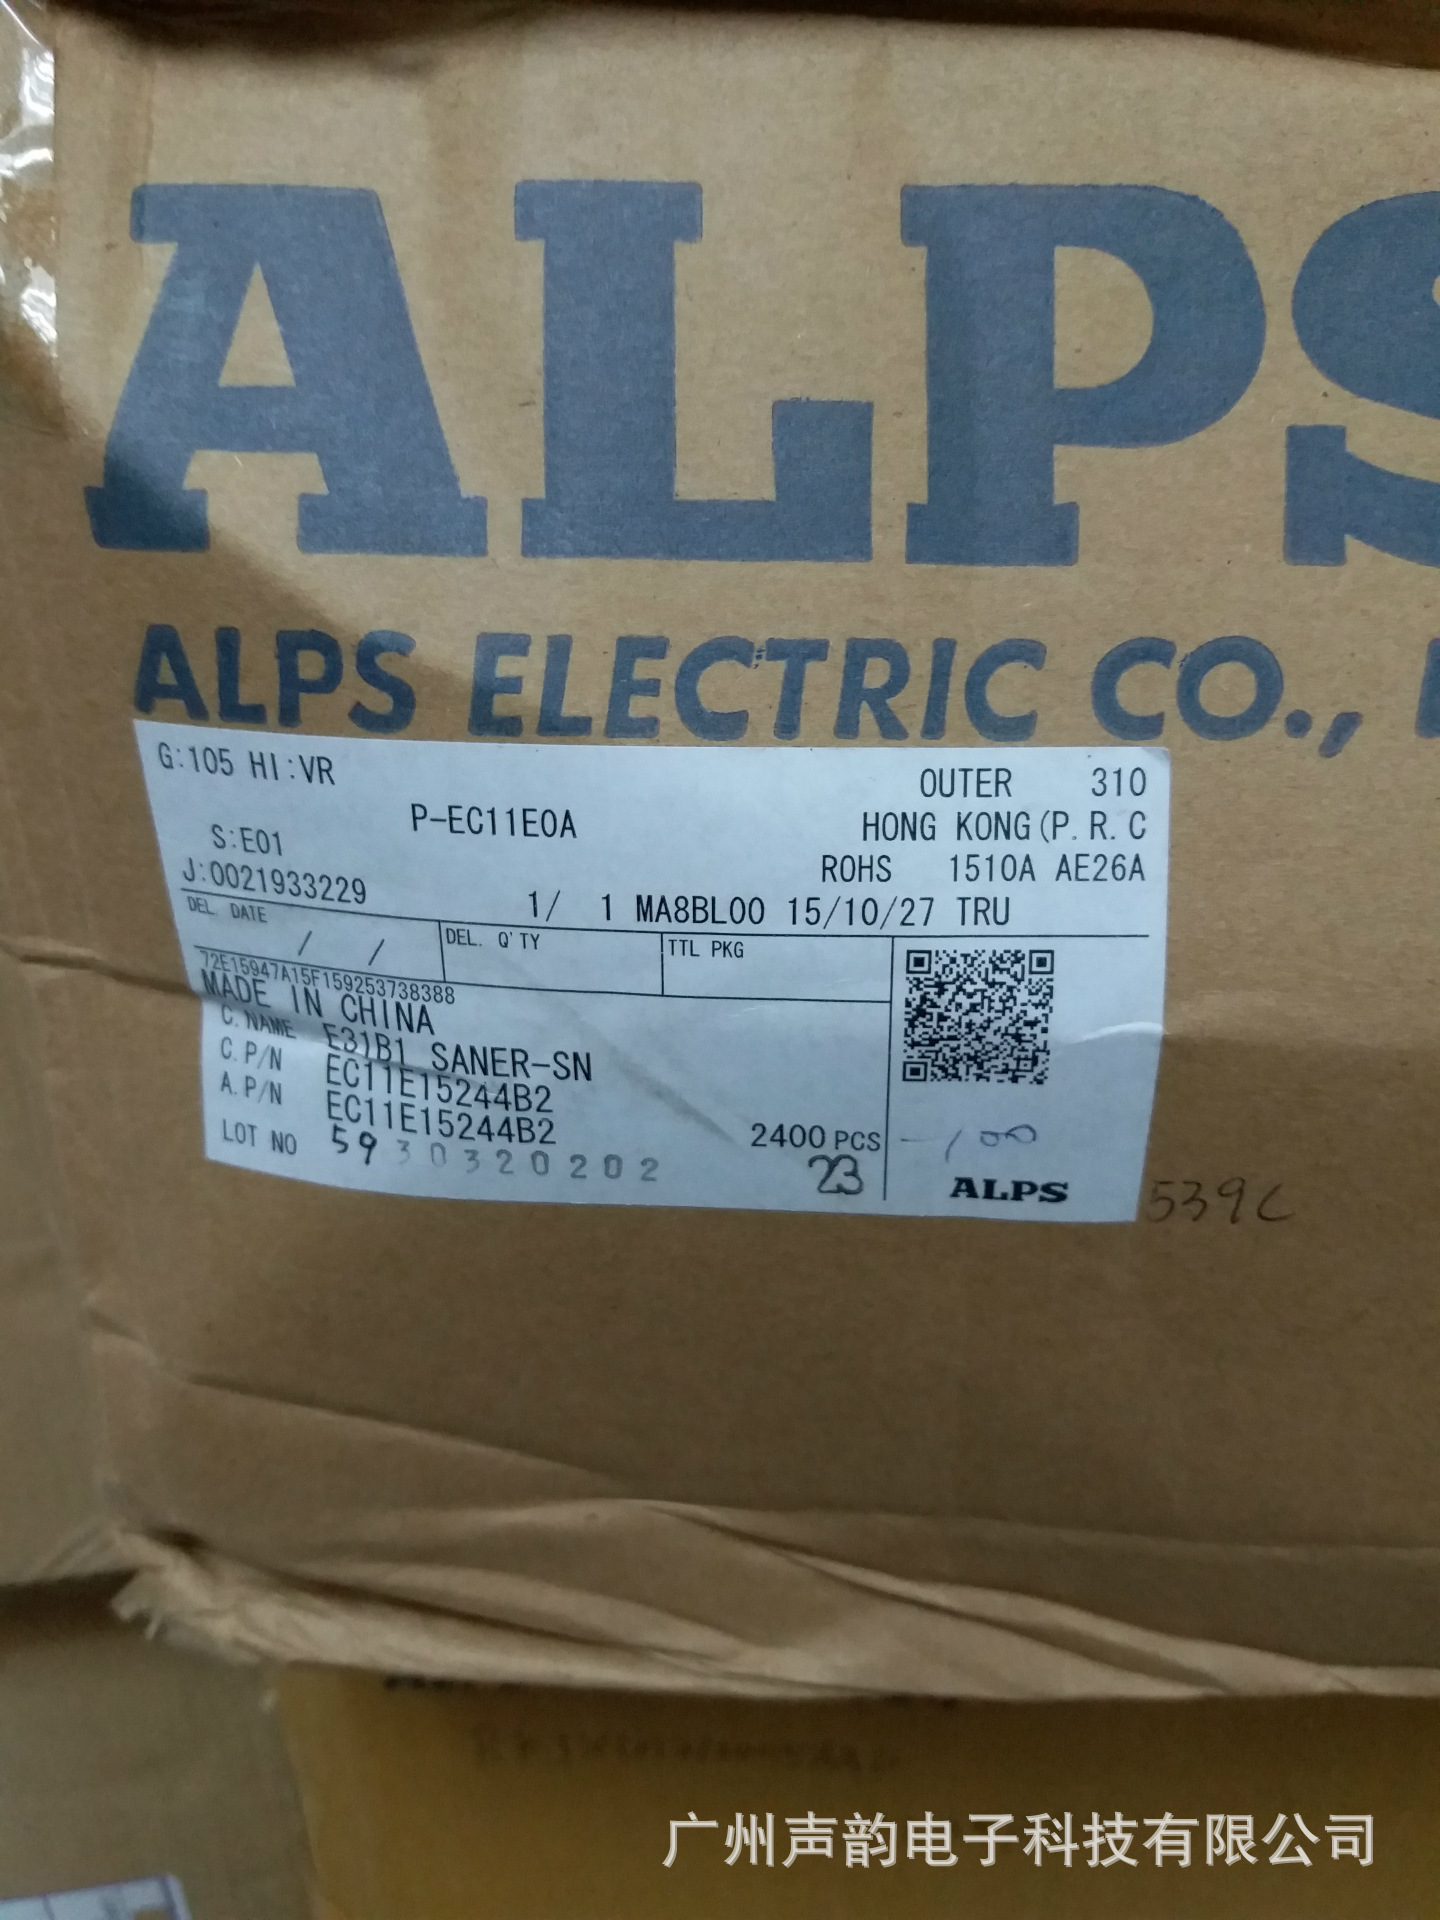 ALPS
ALPS ELECTRIC CO.,
G:105 HI:VR
OUTER 310
P-EC11E0A
HONG KONG(P.R.C
S:E01
ROHS 1510A AE26A
J:0021933229
1/ 1 MA8BL00 15/10/27 TRU
DEL. DATE / /
DEL. Q'TY
TTL PKG
72E15947A15F159253738388
MADE IN CHINA
C.NAME E31B1 SANER-SN
C.P/N EC11E15244B2
A.P/N EC11E15244B2
2400 PCS
-100
LOT NO 5930320202
23
ALPS
539C
广州声韵电子科技有限公司